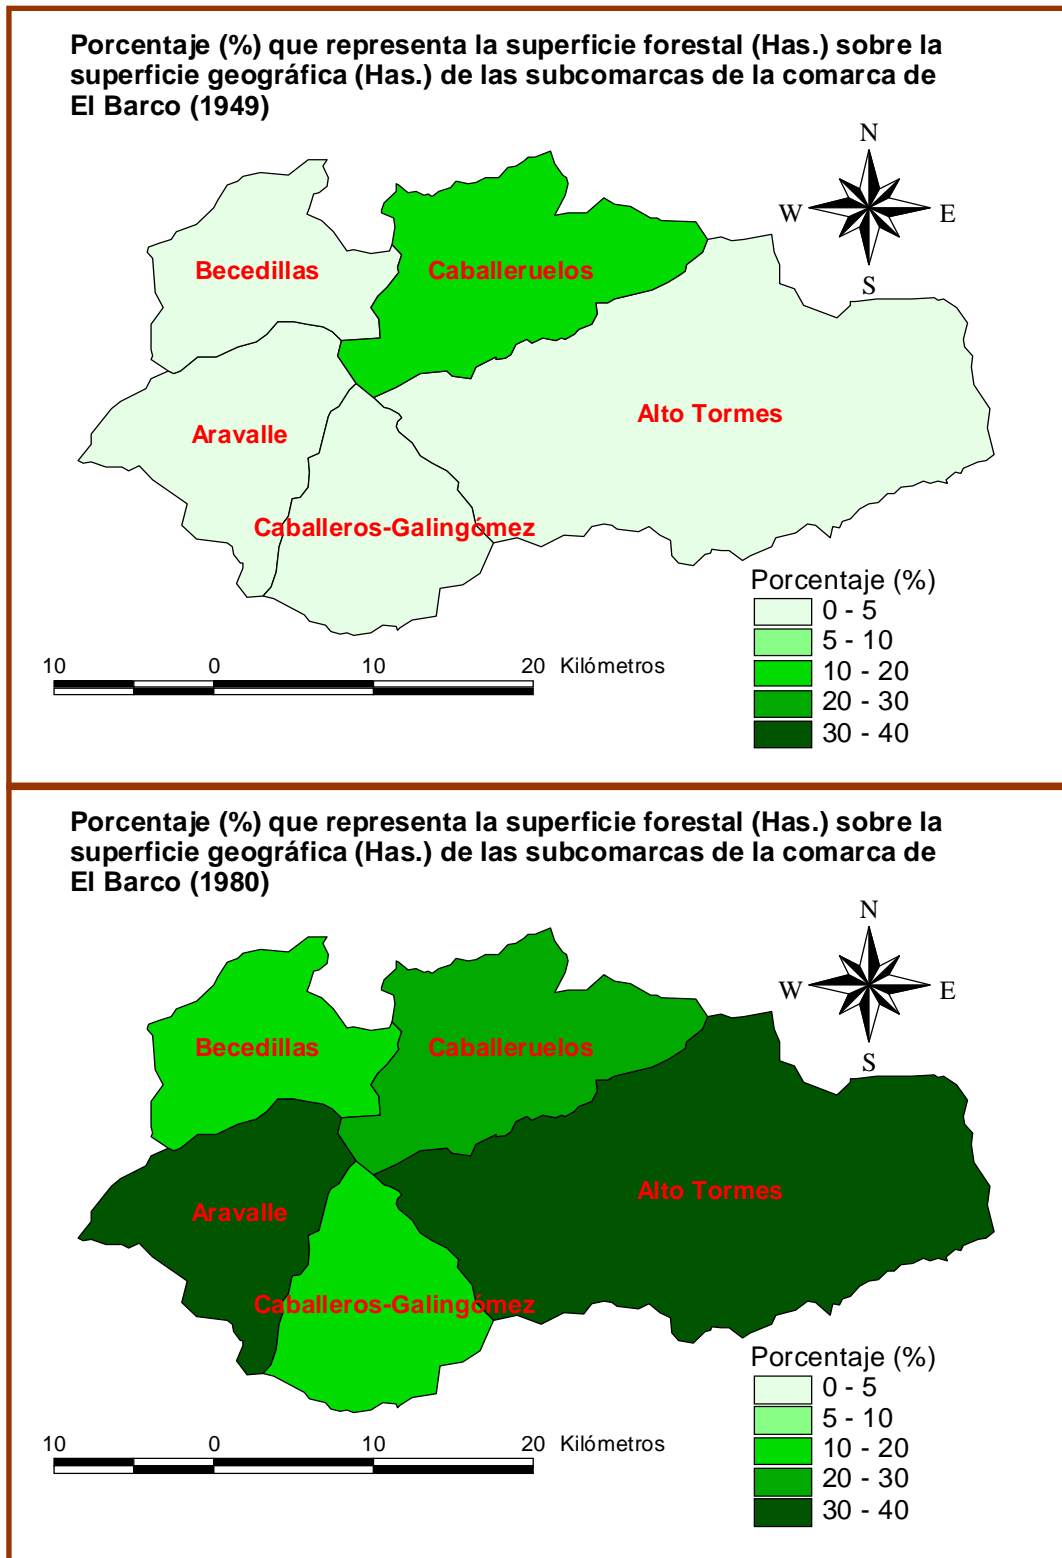 Porcentaje (%) que representa la superficie forestal (Has.) sobre la
superficie geográfica (Has.) de las subcomarcas de la comarca de
El Barco (1949)
N
W E
S
Becedillas
Caballeruelos
Alto Tormes
Aravalle
Caballeros-Galingómez
Porcentaje (%)
0 - 5
5 - 10
10 - 20
20 - 30
30 - 40
10 0 10 20 Kilómetros
Porcentaje (%) que representa la superficie forestal (Has.) sobre la
superficie geográfica (Has.) de las subcomarcas de la comarca de
El Barco (1980)
N
W E
S
Becedillas
Caballeruelos
Alto Tormes
Aravalle
Caballeros-Galingómez
Porcentaje (%)
0 - 5
5 - 10
10 - 20
20 - 30
30 - 40
10 0 10 20 Kilómetros